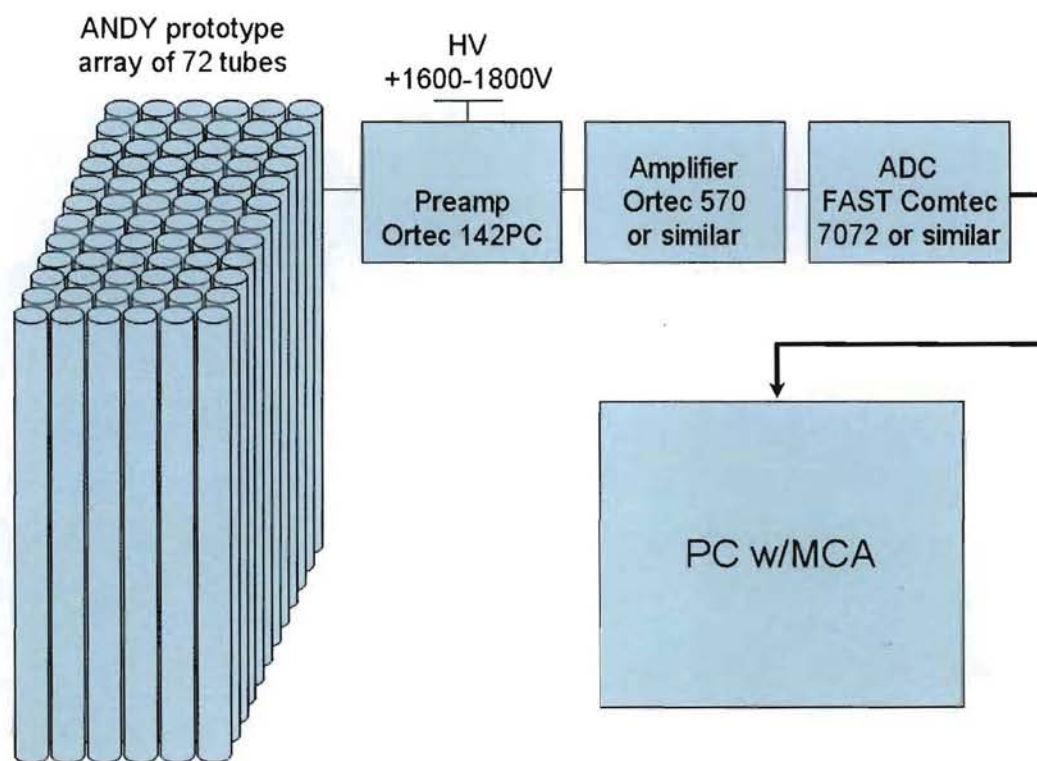 ANDY prototype
array of 72 tubes
HV
+1600-1800V
Preamp
Ortec 142PC
Amplifier
Ortec 570
or similar
ADC
FAST Comtec
7072 or similar
PC w/MCA